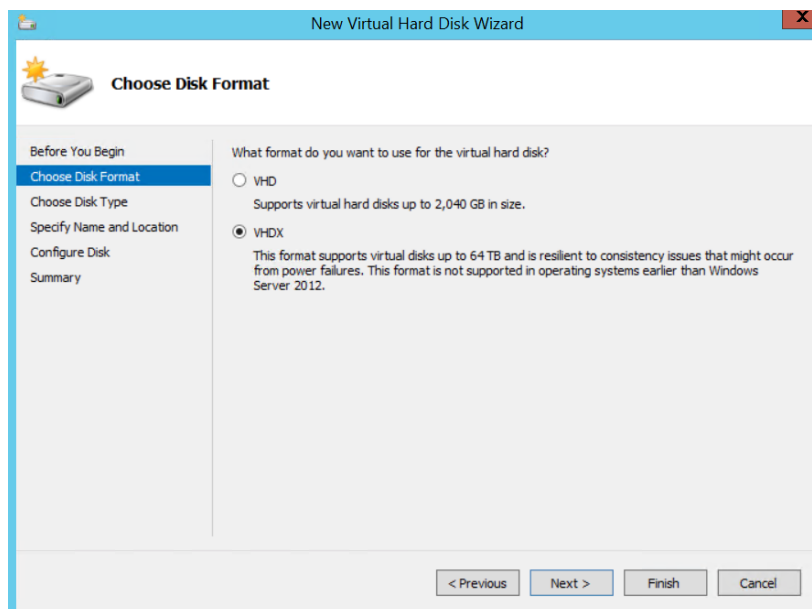 New Virtual Hard Disk Wizard
X
Choose Disk Format
Before You Begin
Choose Disk Format
Choose Disk Type
Specify Name and Location
Configure Disk
Summary
What format do you want to use for the virtual hard disk?
VHD
Supports virtual hard disks up to 2,040 GB in size.
VHDX
This format supports virtual disks up to 64 TB and is resilient to consistency issues that might occur
from power failures. This format is not supported in operating systems earlier than Windows
Server 2012.
< Previous
Next >
Finish
Cancel